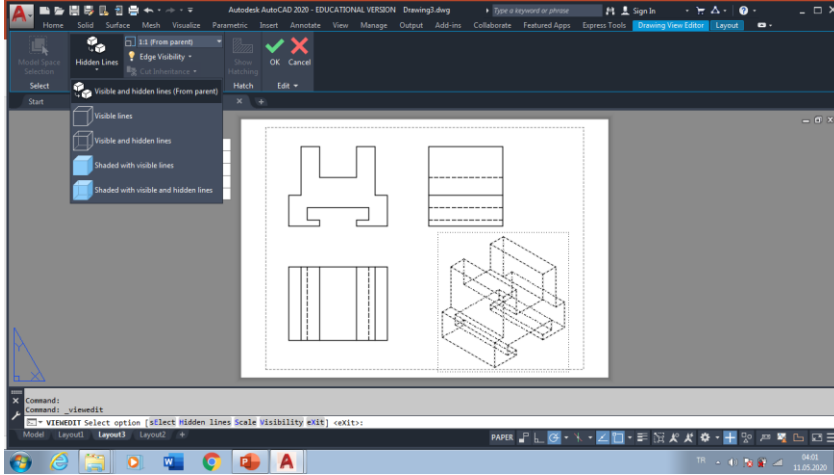 Autodesk AutoCAD 2020 - EDUCATIONAL VERSION Drawing3.dwg Type a keyword or phrase Sign In
Home Solid Surface Mesh Visualize Parametric Insert Annotate View Manage Output Add-ins Collaborate Featured Apps Express Tools Drawing View Editor Layout
1:1 (From parent)
Edge Visibility
Cut Inheritance
Model Space Selection
Hidden Lines
Show Hatching
OK Cancel
Select Hatch Edit
Visible and hidden lines (From parent)
Start
Visible lines
Visible and hidden lines
Shaded with visible lines
Shaded with visible and hidden lines
Y
X
Command:
Command: _viewedit
VIEWEDIT Select option [sElect Hidden lines Scale Visibility eXit] <eXit>:
Model Layout1 Layout3 Layout2 + PAPER
TR 04:01
11.05.2020